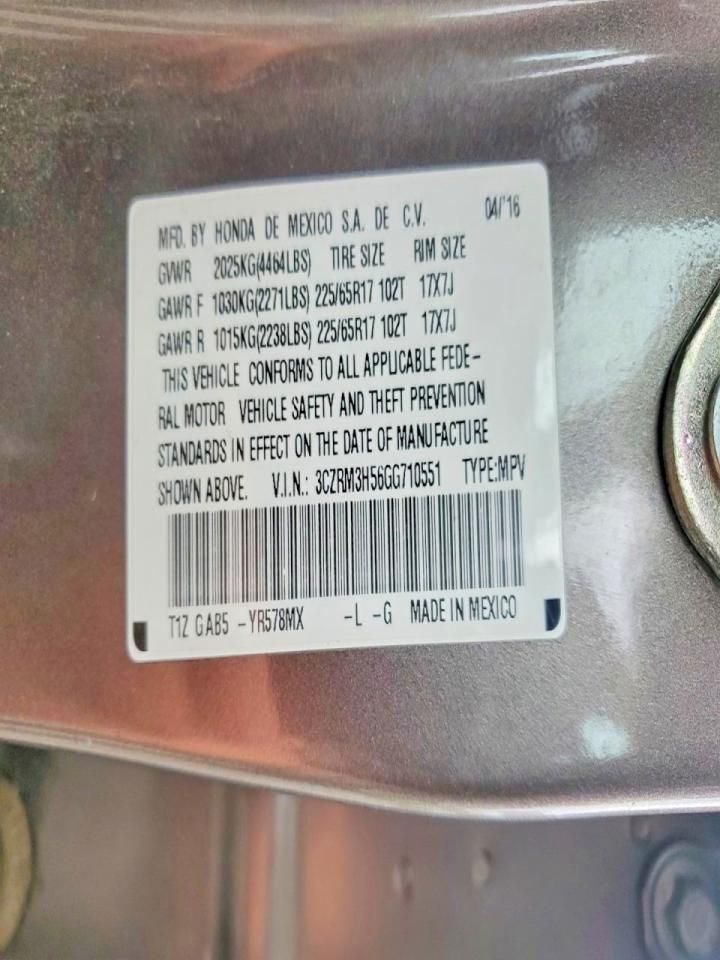 MFD. BY HONDA DE MEXICO S.A. DE C.V. 04/'16
GVWR 2025KG(4464LBS) TIRE SIZE RIM SIZE
GAWR F 1030KG(2271LBS) 225/65R17 102T 17X7J
GAWR R 1015KG(2238LBS) 225/65R17 102T 17X7J
THIS VEHICLE CONFORMS TO ALL APPLICABLE FEDE-
RAL MOTOR VEHICLE SAFETY AND THEFT PREVENTION
STANDARDS IN EFFECT ON THE DATE OF MANUFACTURE
SHOWN ABOVE. V.I.N.: 3CZRM3H56GG710551 TYPE:MPV
T1Z GAB5 -YR578MX -L -G MADE IN MEXICO